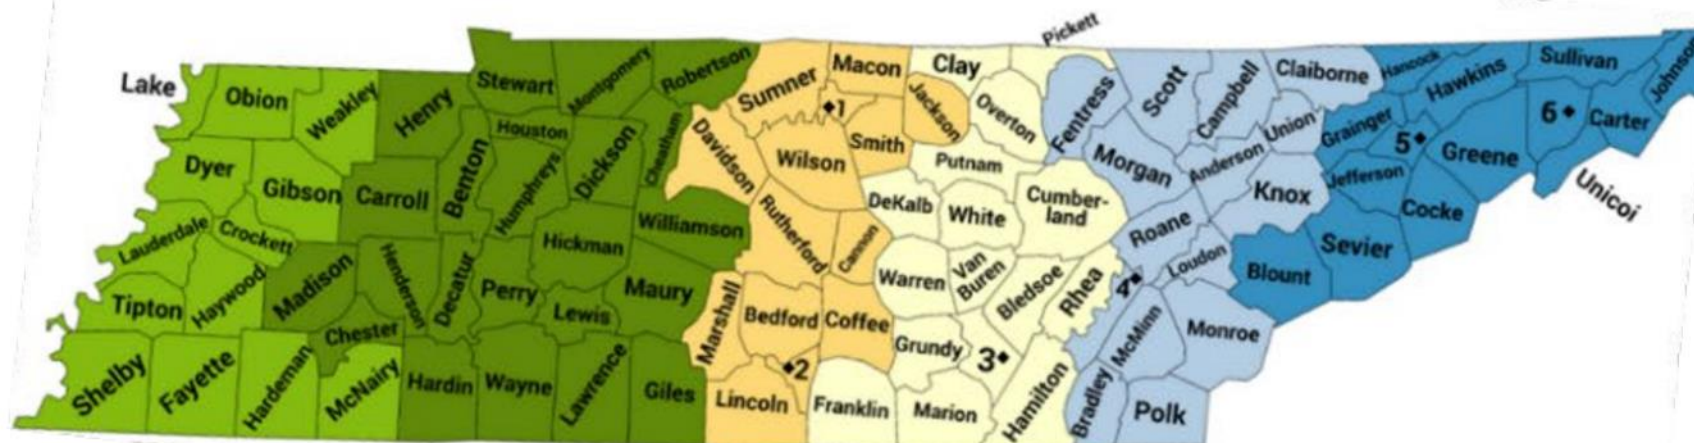 Pickett
Lake
Obion
Weakley
Henry
Stewart
Montgomery
Robertson
Sumner
Macon
Clay
Jackson
Overton
Fentress
Scott
Campbell
Claiborne
Hancock
Hawkins
Sullivan
Johnson
1
Houston
Cheatham
Davidson
Wilson
Smith
Putnam
Morgan
Anderson
Union
Grainger
5
6
Carter
Greene
Dyer
Gibson
Carroll
Benton
Humphreys
Dickson
Williamson
Rutherford
Cannon
DeKalb
White
Cumber-
land
Roane
Knox
Jefferson
Cocke
Unicoi
Lauderdale
Crockett
Madison
Henderson
Decatur
Perry
Hickman
Lewis
Maury
Warren
Van
Buren
Bledsoe
Rhea
4
Loudon
Blount
Sevier
Tipton
Haywood
Chester
Marshall
Bedford
Coffee
Grundy
3
McMinn
Monroe
Shelby
Fayette
Hardeman
McNairy
Hardin
Wayne
Lawrence
Giles
Lincoln
2
Franklin
Marion
Hamilton
Bradley
Polk